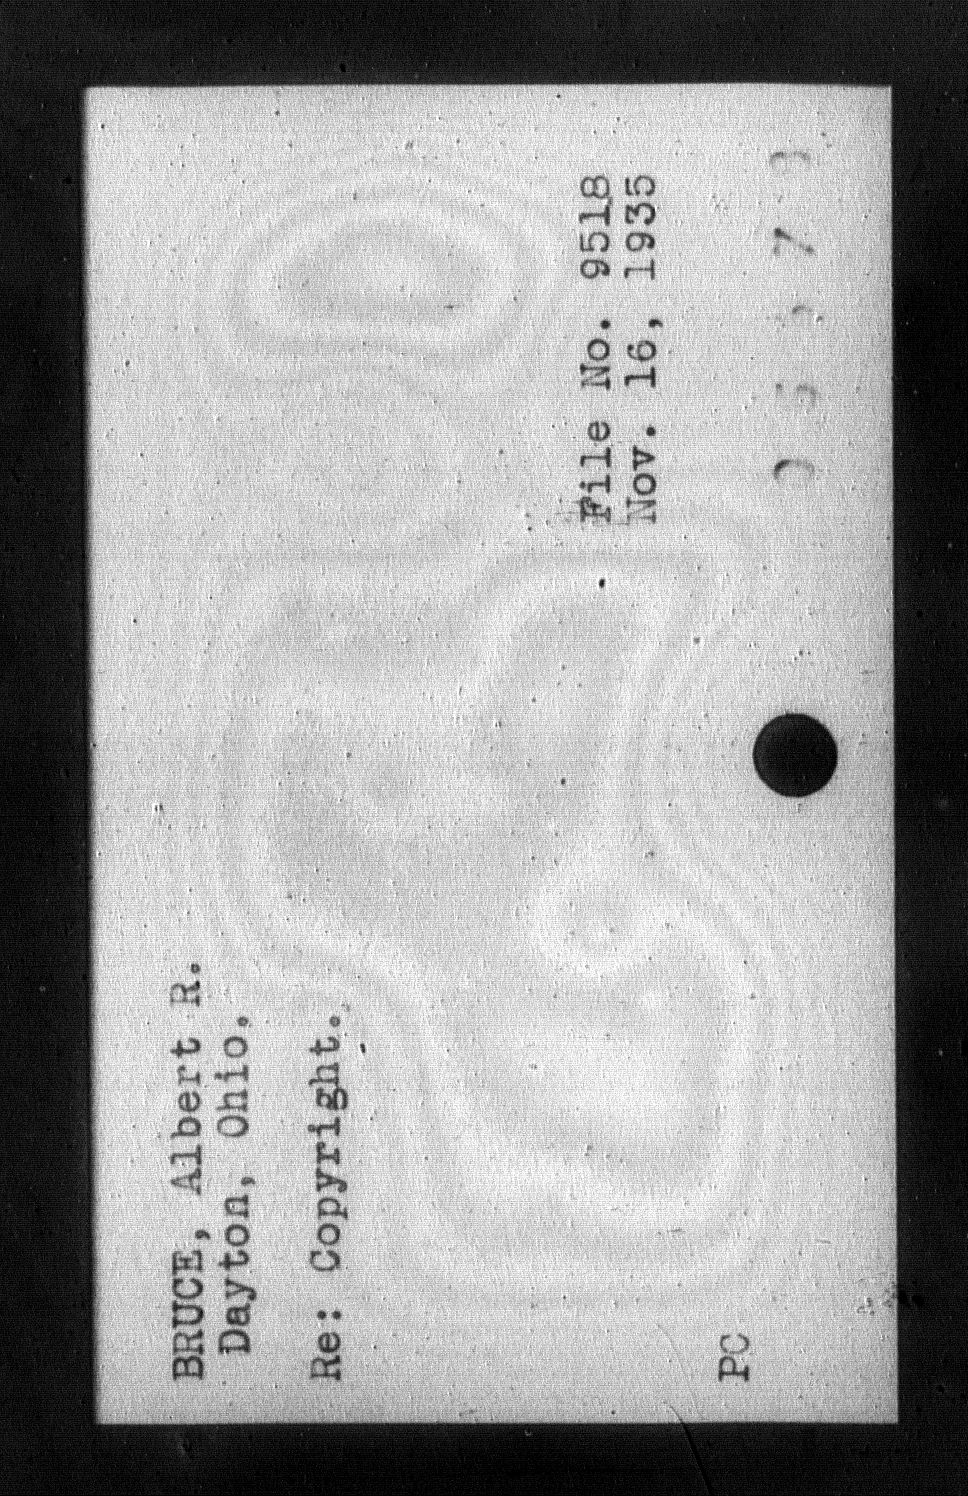 BRUCE, Albert R.
Dayton, Ohio.
Re: Copyright.
File No. 9518
Nov. 16, 1935
PC